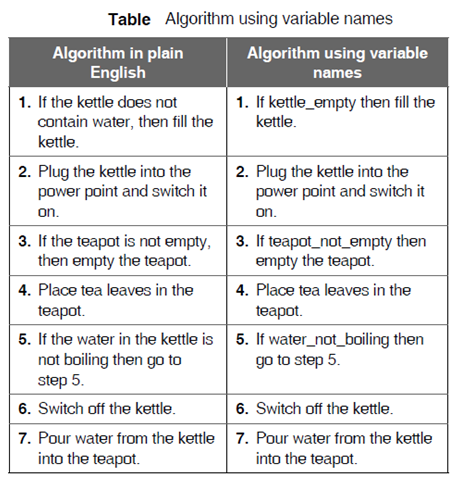 Table Algorithm using variable names
Algorithm in plain English
Algorithm using variable names
1. If the kettle does not
contain water, then fill the
kettle.
1. If kettle_empty then fill the
kettle.
2. Plug the kettle into the
power point and switch it
on.
2. Plug the kettle into the
power point and switch it
on.
3. If the teapot is not empty,
then empty the teapot.
3. If teapot_not_empty then
empty the teapot.
4. Place tea leaves in the
teapot.
4. Place tea leaves in the
teapot.
5. If the water in the kettle is
not boiling then go to
step 5.
5. If water_not_boiling then
go to step 5.
6. Switch off the kettle.
6. Switch off the kettle.
7. Pour water from the kettle
into the teapot.
7. Pour water from the kettle
into the teapot.